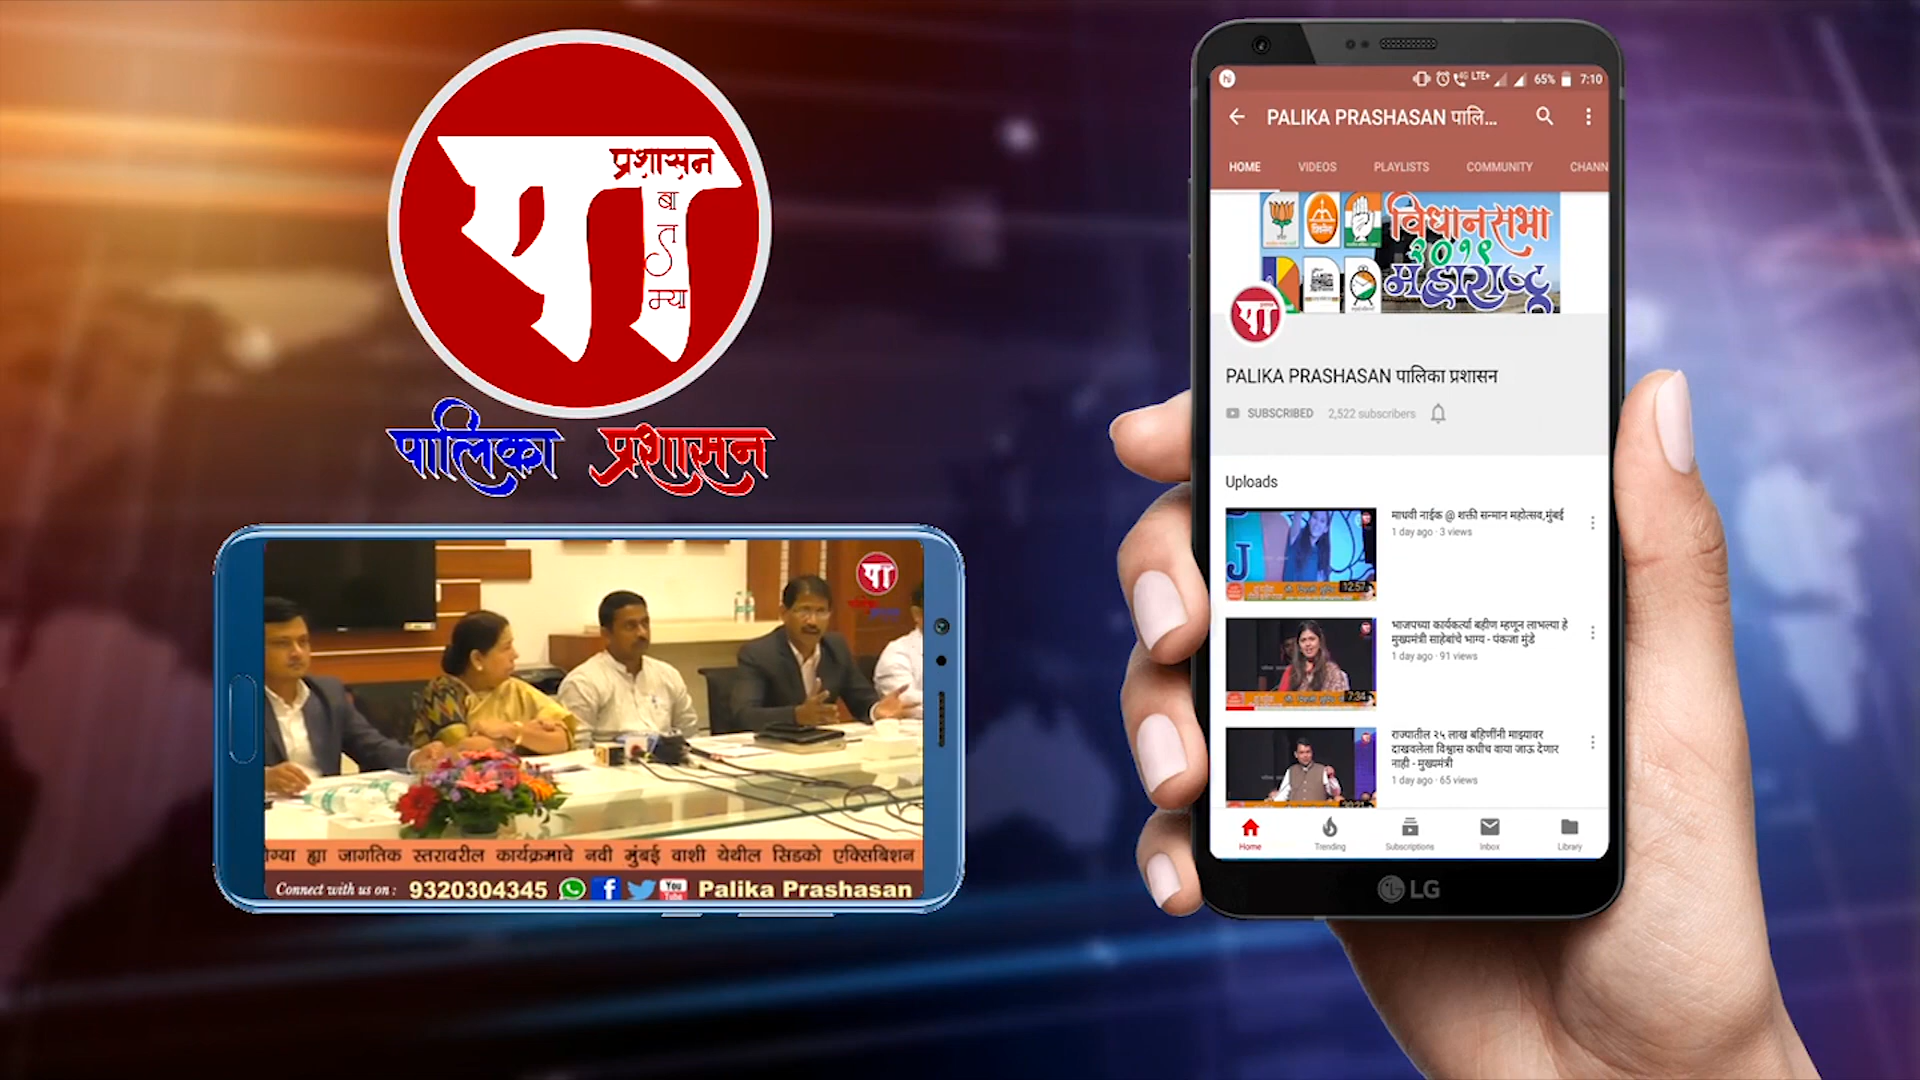 प्रशासन
पा
बा
त
म्या
पालिका प्रशासन
पा
ोग्या ह्या जागतिक स्तरावरील कार्यक्रमाचे नवी मुंबई वाशी येथील सिडको एक्सिबिशन
Connect with us on : 9320304345 You Tube Palika Prashasan
LTE+ 65% 7:10
PALIKA PRASHASAN पालि...
HOME VIDEOS PLAYLISTS COMMUNITY CHANN
विधानसभा
२०१९
महाराष्ट्र
पा
PALIKA PRASHASAN पालिका प्रशासन
SUBSCRIBED 2,522 subscribers
Uploads
माधवी नाईक @ शक्ती सन्मान महोत्सव,मुंबई
1 day ago · 3 views
12:57
भाजपच्या कार्यकर्त्या बहीण म्हणून लाभल्या हे
मुख्यमंत्री साहेबांचे भाग्य - पंकजा मुंडे
1 day ago · 91 views
7:34
राज्यातील २५ लाख बहिणींनी माझ्यावर
दाखवलेला विश्वास कधीच वाया जाऊ देणार
नाही - मुख्यमंत्री
1 day ago · 65 views
Home Trending Subscriptions Inbox Library
LG